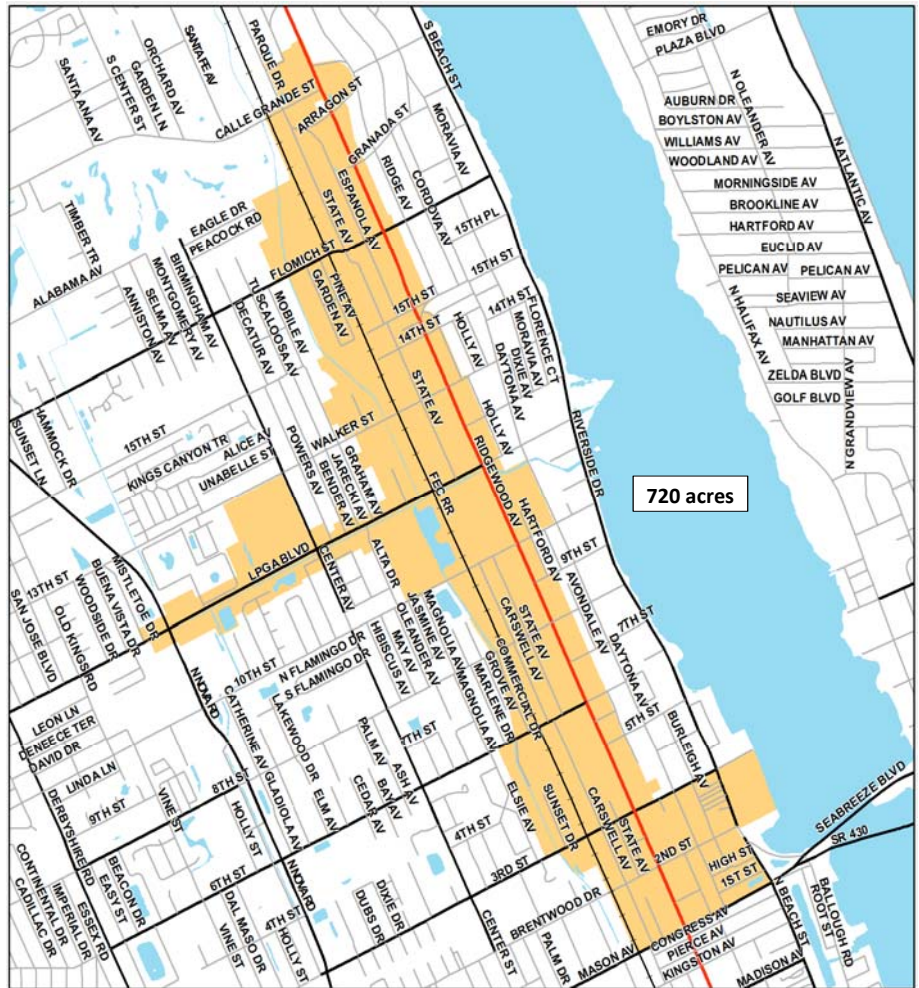 EMORY DR
PLAZA BLVD
PARQUE DR
SANTA FE AV
ORCHARD AV
GARDEN LN
S CENTER ST
SANTA ANA AV
S BEACH ST
N OLEANDER AV
AUBURN DR
BOYLSTON AV
WILLIAMS AV
WOODLAND AV
N ATLANTIC AV
CALLE GRANDE ST
ARRAGON ST
GRANADA ST
MORAVIA AV
MORNINGSIDE AV
BROOKLINE AV
HARTFORD AV
EUCLID AV
PELICAN AV
PELICAN AV
RIDGE AV
CORDOVA AV
ESPANOLA AV
STATE AV
TIMBER TR
EAGLE DR
PEACOCK RD
15TH PL
ALABAMA AV
BIRMINGHAM AV
MONTGOMERY AV
SELMA AV
ANNISTON AV
FLOMICH ST
15TH ST
SEAVIEW AV
NAUTILUS AV
MANHATTAN AV
N HALIFAX AV
TUSCALOOSA AV
MOBILE AV
DECATUR AV
PINE AV
GARDEN AV
15TH ST
14TH ST
14TH ST
FLORENCE CT
MORAVIA AV
DIXIE AV
DAYTONA AV
HOLLY AV
ZELDA BLVD
GOLF BLVD
N GRANDVIEW AV
STATE AV
HAMMOCK DR
SUNSET LN
15TH ST
KINGS CANYON TR
ALICE AV
UNABELLE ST
WALKER ST
POWERS AV
GRAHAM AV
JARECKI AV
BENDER AV
HOLLY AV
RIDGEWOOD AV
RIVERSIDE DR
FEC RR
720 acres
LPGA BLVD
CENTER AV
ALTA DR
HARTFORD AV
9TH ST
13TH ST
SAN JOSE BLVD
OLD KINGS RD
WOODSIDE DR
BUENA VISTA DR
MISTLETOE DR
AVONDALE AV
7TH ST
DAYTONA AV
STATE AV
CARSWELL AV
COMMERCIAL DR
GROVE AV
MARLENE DR
MAGNOLIA AV
MAGNOLIA AV
JASMINE AV
OLEANDER AV
MAY AV
HIBISCUS AV
10TH ST
N FLAMINGO DR
S FLAMINGO DR
N NOVA RD
CATHERINE AV
GLADIOLA AV
LAKEWOOD DR
ELM AV
LEON LN
DENEECE TER
DAVID DR
LINDA LN
9TH ST
8TH ST
VINE ST
HOLLY ST
DERBYSHIRE RD
7TH ST
PALM AV
ASH AV
BAY AV
CEDAR AV
5TH ST
BURLEIGH AV
SEABREEZE BLVD
SR 430
ELSIE AV
SUNSET DR
CARSWELL AV
STATE AV
2ND ST
HIGH ST
1ST ST
4TH ST
3RD ST
6TH ST
N NOVA RD
CONTINENTAL DR
CADILLAC DR
IMPERIAL DR
ESSEX RD
BEACON DR
EASY ST
DAL MASO DR
VINE ST
4TH ST
HOLLY ST
DIXIE DR
DUBS DR
CENTER ST
BRENTWOOD DR
PALM DR
MASON AV
CONGRESS AV
PIERCE AV
KINGSTON AV
MADISON AV
N BEACH ST
BALLOUGH RD
ROOT ST